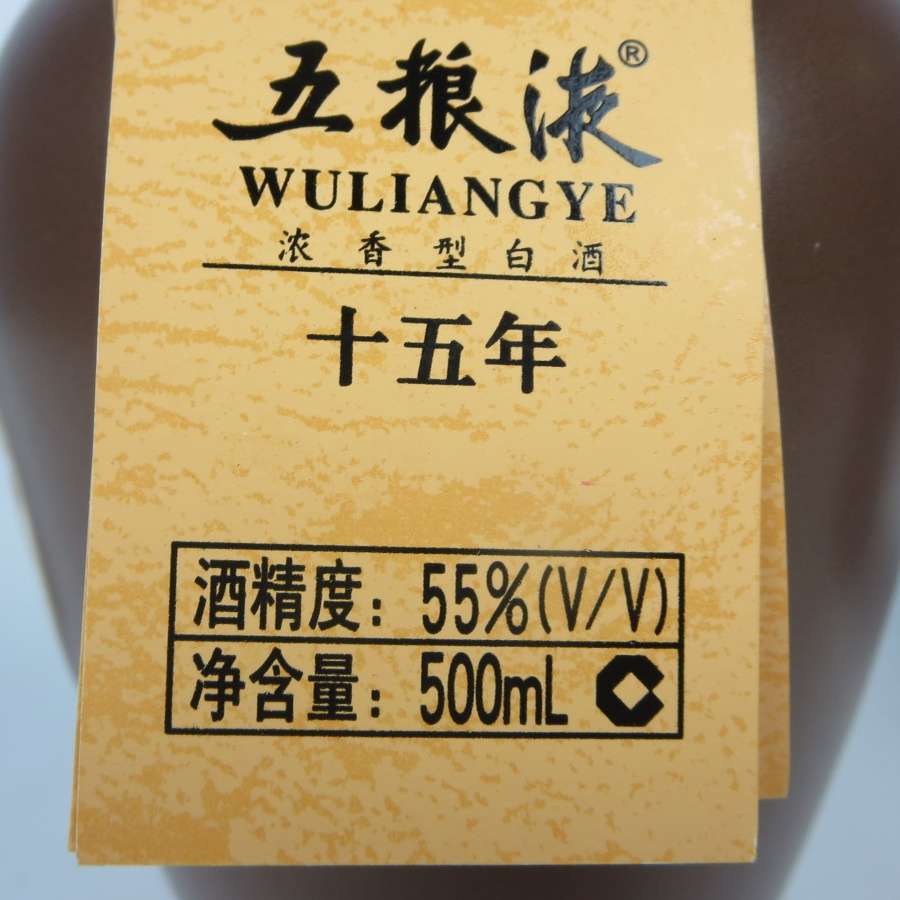 五粮液®
WULIANGYE
浓香型白酒
十五年
酒精度：55%(V/V)
净含量：500mL